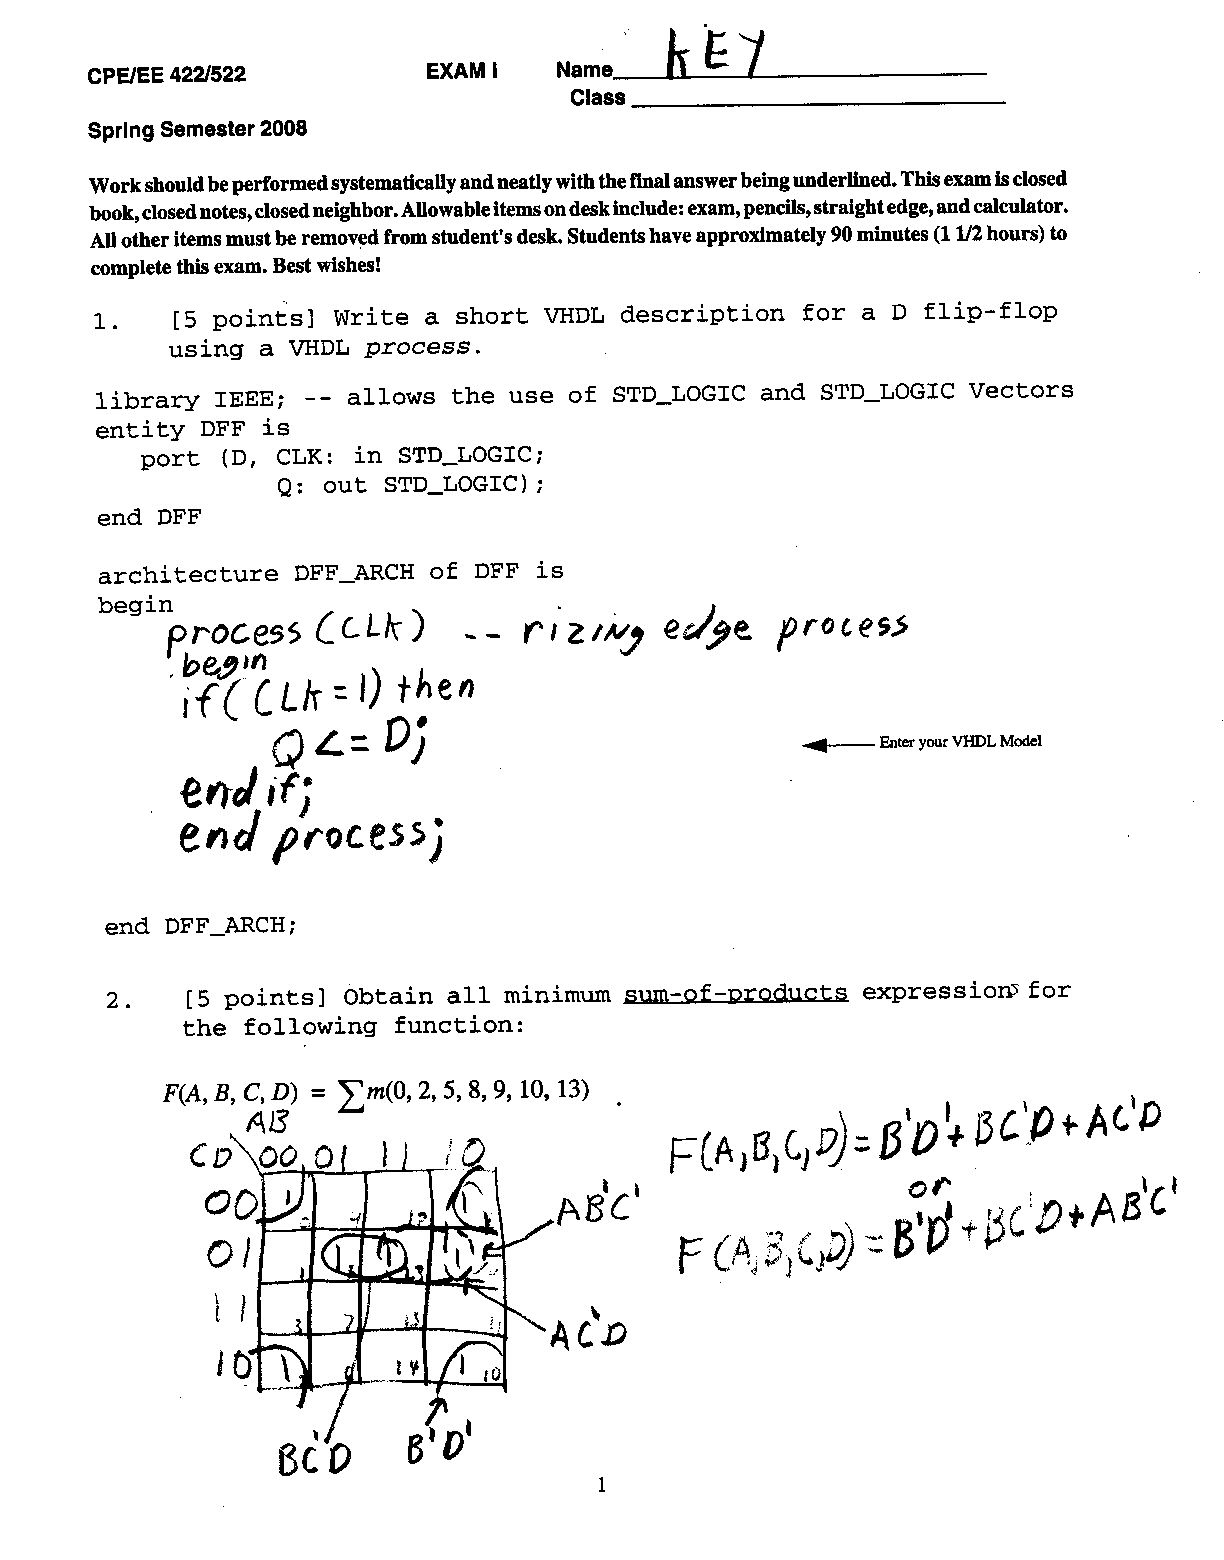 CPE/EE 422/522 EXAM I Name KEY
Class
Spring Semester 2008
Work should be performed systematically and neatly with the final answer being underlined. This exam is closed
book, closed notes, closed neighbor. Allowable items on desk include: exam, pencils, straight edge, and calculator.
All other items must be removed from student's desk. Students have approximately 90 minutes (1 1/2 hours) to
complete this exam. Best wishes!
1. [5 points] Write a short VHDL description for a D flip-flop
using a VHDL process.
library IEEE; -- allows the use of STD_LOGIC and STD_LOGIC Vectors
entity DFF is
port (D, CLK: in STD_LOGIC;
Q: out STD_LOGIC);
end DFF
architecture DFF_ARCH of DFF is
begin
process (CLK) -- rizing edge process
begin
if (CLK=1) then
Q <= D;
Enter your VHDL Model
end if;
end process;
end DFF_ARCH;
2. [5 points] Obtain all minimum sum-of-products expressions for
the following function:
F(A, B, C, D) = ∑m(0, 2, 5, 8, 9, 10, 13)
AB
CD 00 01 11 10
F(A,B,C,D)=B'D'+BC'D+AC'D
or
F(A,B,C,D)=B'D'+BC'D+AB'C'
00 1 1
AB'C'
01 1 1 1
11 3 7 15 11
AC'D
10 1 14 1 10
BC'D B'D'
1